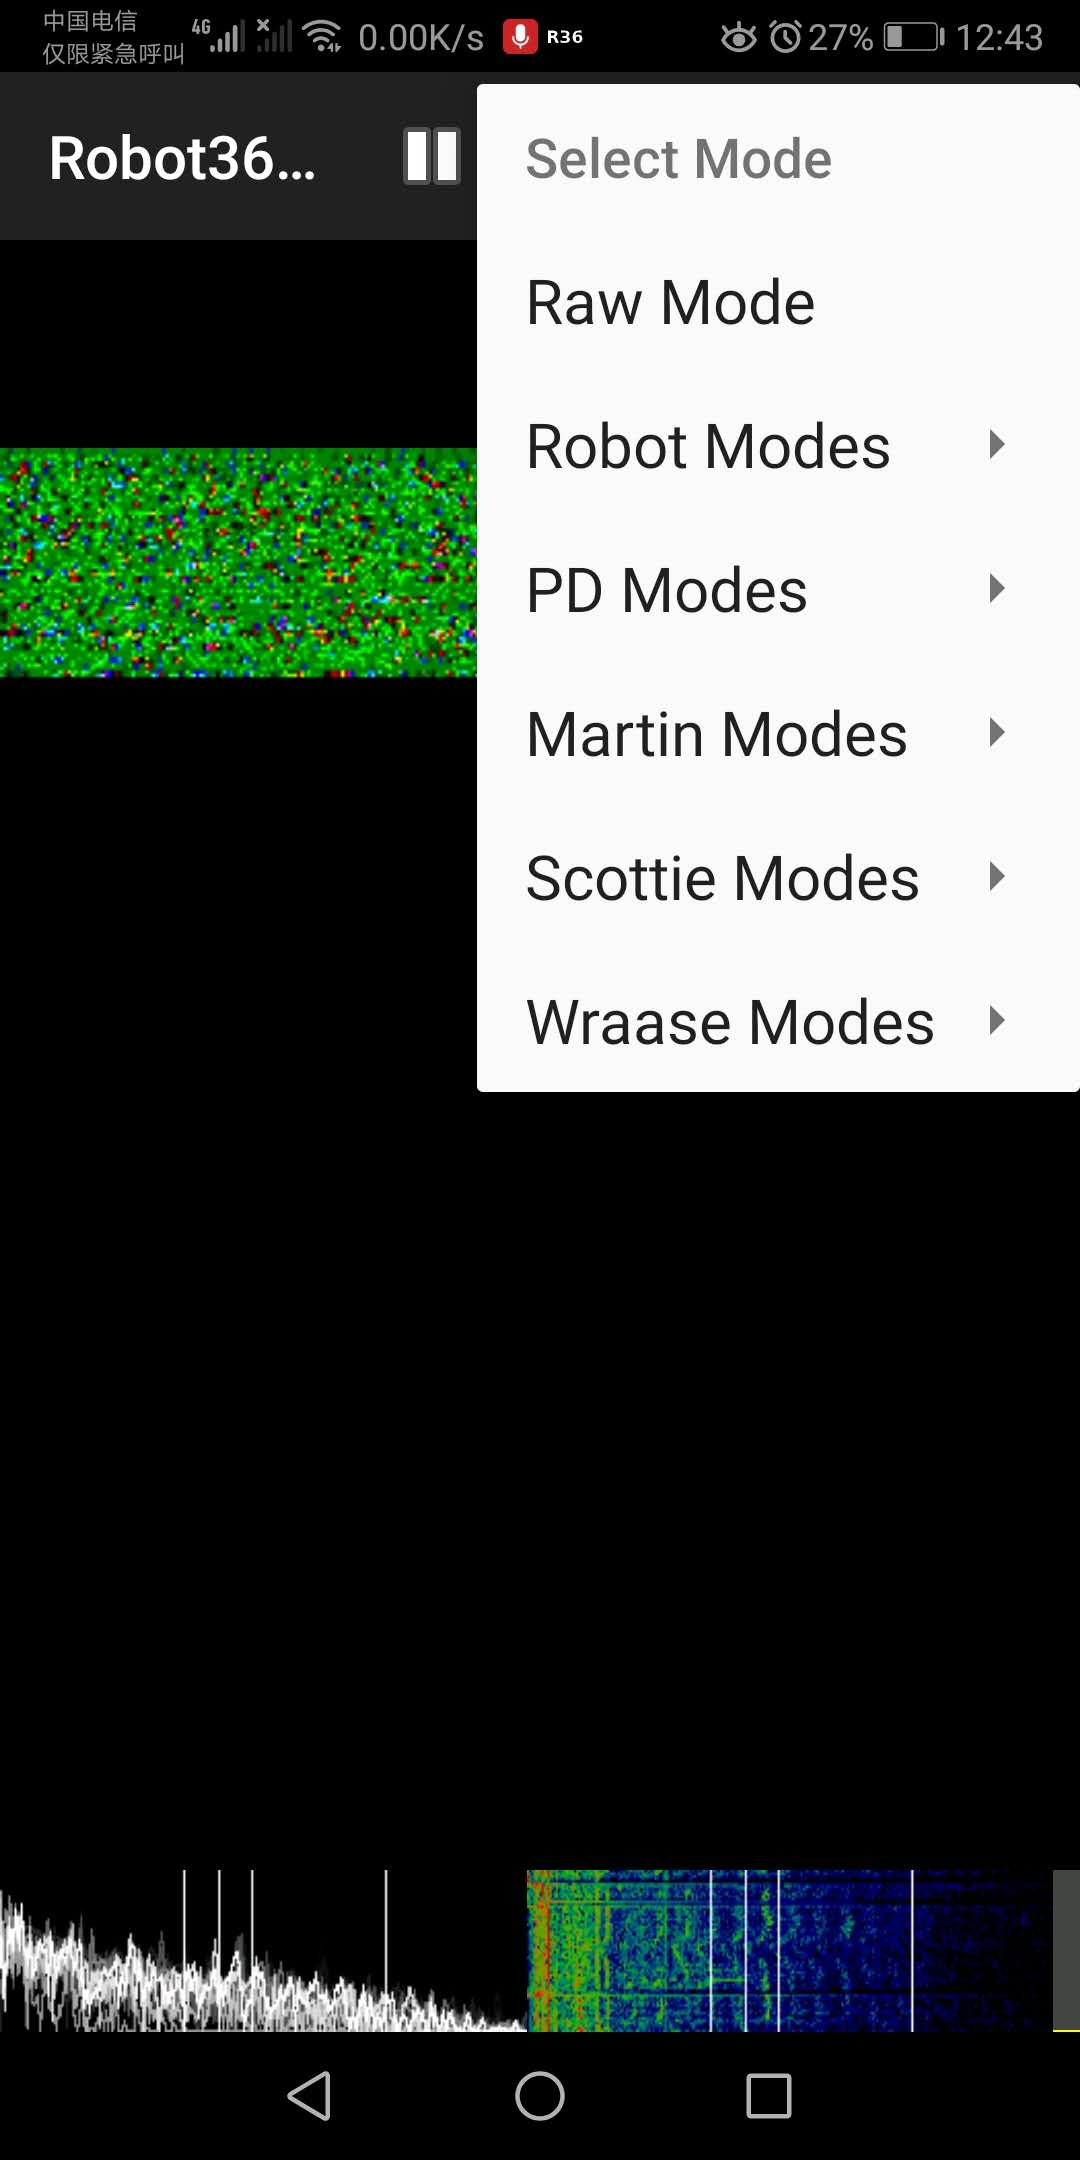 中国电信
仅限紧急呼叫
4G
0.00K/s
R36
27%
12:43
Robot36...
Select Mode
Raw Mode
Robot Modes
PD Modes
Martin Modes
Scottie Modes
Wraase Modes